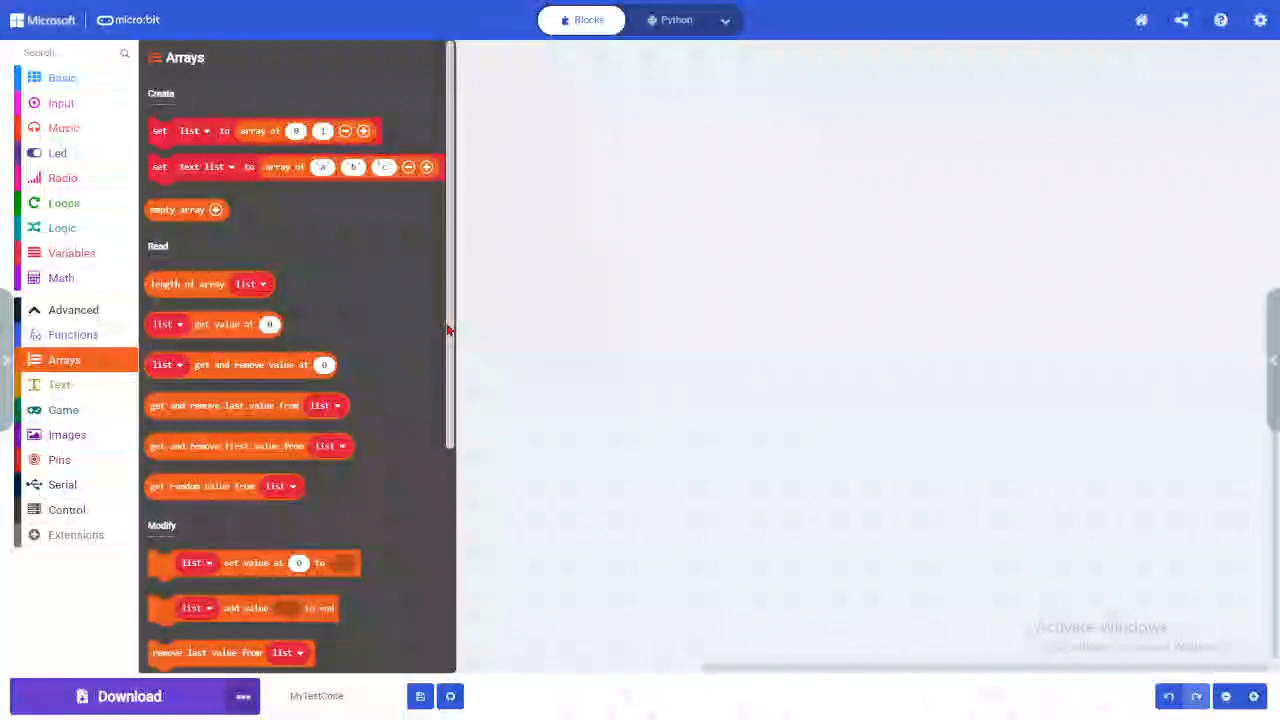 Microsoft
micro:bit
Blocks
Python
Search...
Basic
Input
Music
Led
Radio
Loops
Logic
Variables
Math
Advanced
Functions
Arrays
Text
Game
Images
Pins
Serial
Control
Extensions
Arrays
Create
set list to array of 0 1
set text list to array of "a" "b" "c"
empty array
Read
length of array list
list get value at 0
list get and remove value at 0
get and remove last value from list
get and remove first value from list
get random value from list
Modify
list set value at 0 to
list add value to end
remove last value from list
Activate Windows
Download
MyTestCode